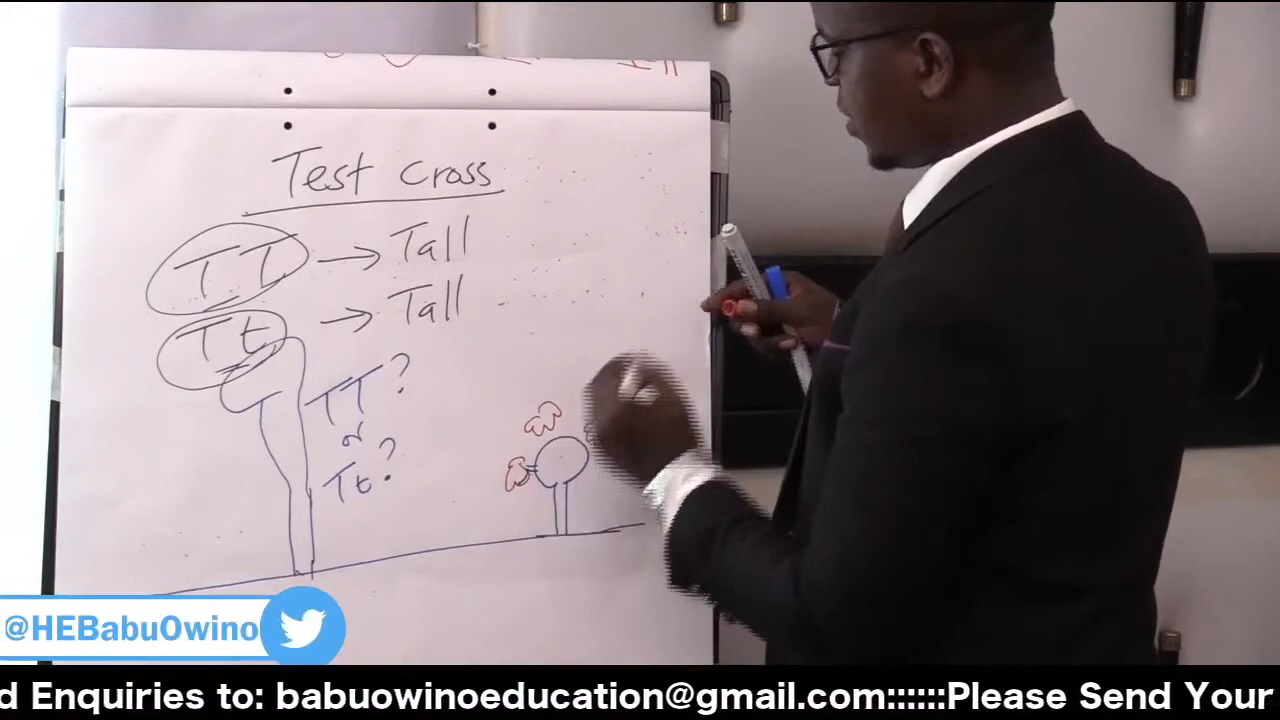 Test cross
TT → Tall
Tt → Tall
TT?
or
Tt?
@HEBabuOwino
d Enquiries to: babuowinoeducation@gmail.com::::::Please Send Your